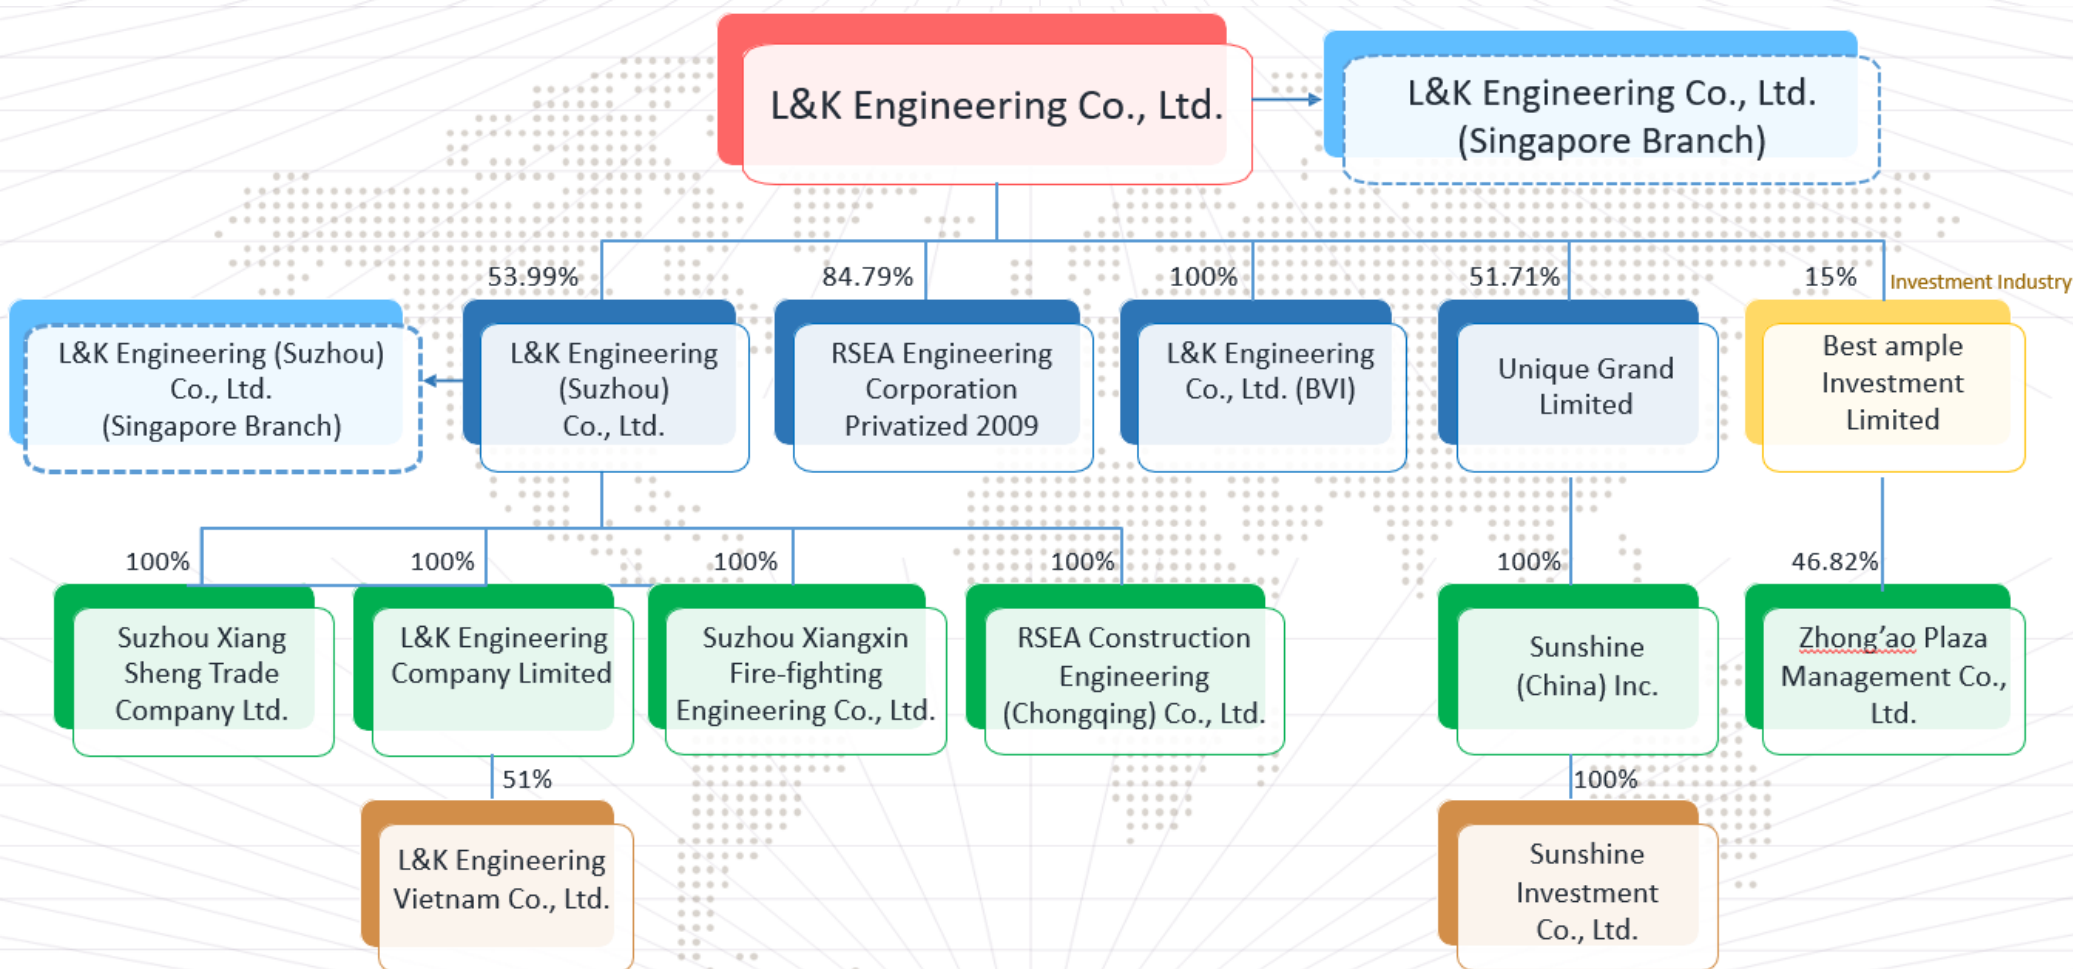 L&K Engineering Co., Ltd.
L&K Engineering Co., Ltd.
(Singapore Branch)
53.99%
84.79%
100%
51.71%
15%
Investment Industry
L&K Engineering (Suzhou)
Co., Ltd.
(Singapore Branch)
L&K Engineering
(Suzhou)
Co., Ltd.
RSEA Engineering
Corporation
Privatized 2009
L&K Engineering
Co., Ltd. (BVI)
Unique Grand
Limited
Best ample
Investment
Limited
100%
100%
100%
100%
100%
46.82%
Suzhou Xiang
Sheng Trade
Company Ltd.
L&K Engineering
Company Limited
Suzhou Xiangxin
Fire-fighting
Engineering Co., Ltd.
RSEA Construction
Engineering
(Chongqing) Co., Ltd.
Sunshine
(China) Inc.
Zhong’ao Plaza
Management Co.,
Ltd.
51%
100%
L&K Engineering
Vietnam Co., Ltd.
Sunshine
Investment
Co., Ltd.